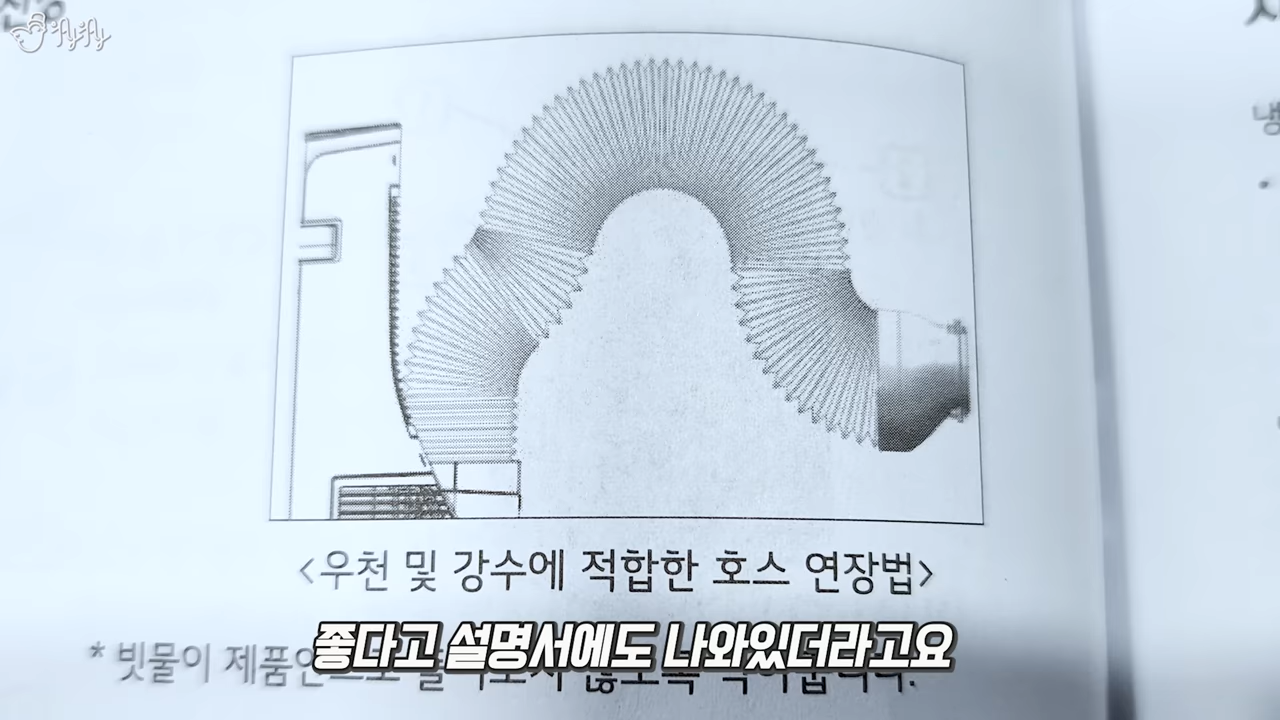 <우천 및 강수에 적합한 호스 연장법>
* 빗물이 제품안으로
좋다고 설명서에도 나와있더라고요